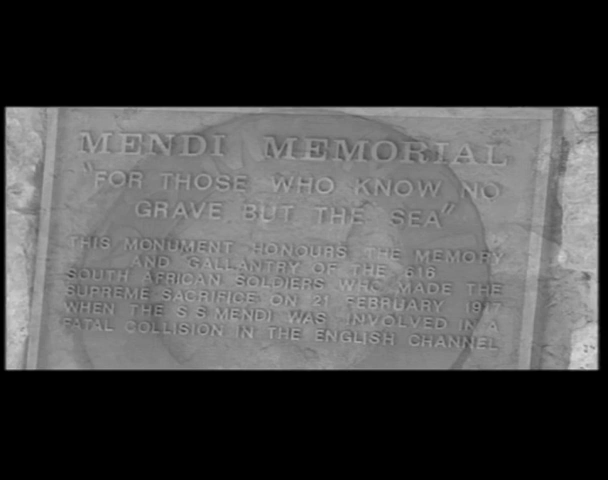 MENDI MEMORIAL
"FOR THOSE WHO KNOW NO
GRAVE BUT THE SEA"
THIS MONUMENT HONOURS THE MEMORY
AND GALLANTRY OF THE 616
SOUTH AFRICAN SOLDIERS WHO MADE THE
SUPREME SACRIFICE ON 21 FEBRUARY 1917
WHEN THE S S MENDI WAS INVOLVED IN A
FATAL COLLISION IN THE ENGLISH CHANNEL